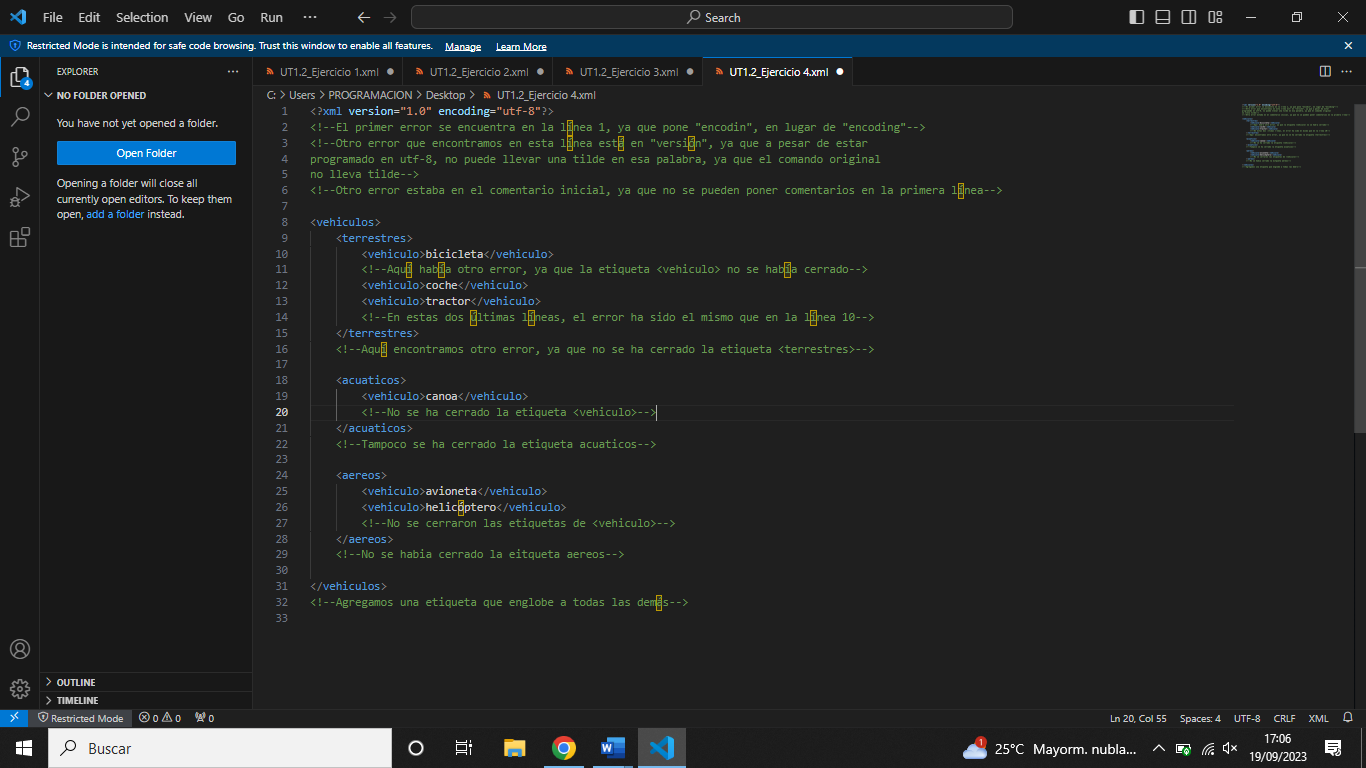 File Edit Selection View Go Run ··· Search
Restricted Mode is intended for safe code browsing. Trust this window to enable all features. Manage Learn More
EXPLORER ···
UT1.2_Ejercicio 1.xml UT1.2_Ejercicio 2.xml UT1.2_Ejercicio 3.xml UT1.2_Ejercicio 4.xml
NO FOLDER OPENED
You have not yet opened a folder.
Open Folder
Opening a folder will close all
currently open editors. To keep them
open, add a folder instead.
OUTLINE
TIMELINE
C: > Users > PROGRAMACION > Desktop > UT1.2_Ejercicio 4.xml
1 <?xml version="1.0" encoding="utf-8"?>
2 <!--El primer error se encuentra en la línea 1, ya que pone "encodin", en lugar de "encoding"-->
3 <!--Otro error que encontramos en esta línea está en "versión", ya que a pesar de estar
4 programado en utf-8, no puede llevar una tilde en esa palabra, ya que el comando original
5 no lleva tilde-->
6 <!--Otro error estaba en el comentario inicial, ya que no se pueden poner comentarios en la primera línea-->
7
8 <vehiculos>
9 <terrestres>
10 <vehiculo>bicicleta</vehiculo>
11 <!--Aquí había otro error, ya que la etiqueta <vehiculo> no se había cerrado-->
12 <vehiculo>coche</vehiculo>
13 <vehiculo>tractor</vehiculo>
14 <!--En estas dos últimas líneas, el error ha sido el mismo que en la línea 10-->
15 </terrestres>
16 <!--Aquí encontramos otro error, ya que no se ha cerrado la etiqueta <terrestres>-->
17
18 <acuaticos>
19 <vehiculo>canoa</vehiculo>
20 <!--No se ha cerrado la etiqueta <vehiculo>-->
21 </acuaticos>
22 <!--Tampoco se ha cerrado la etiqueta acuaticos-->
23
24 <aereos>
25 <vehiculo>avioneta</vehiculo>
26 <vehiculo>helicóptero</vehiculo>
27 <!--No se cerraron las etiquetas de <vehiculo>-->
28 </aereos>
29 <!--No se habia cerrado la eitqueta aereos-->
30
31 </vehiculos>
32 <!--Agregamos una etiqueta que englobe a todas las demás-->
33
Restricted Mode 0 0 0 Ln 20, Col 55 Spaces: 4 UTF-8 CRLF XML
Buscar 1 25°C Mayorm. nubla... 17:06
19/09/2023